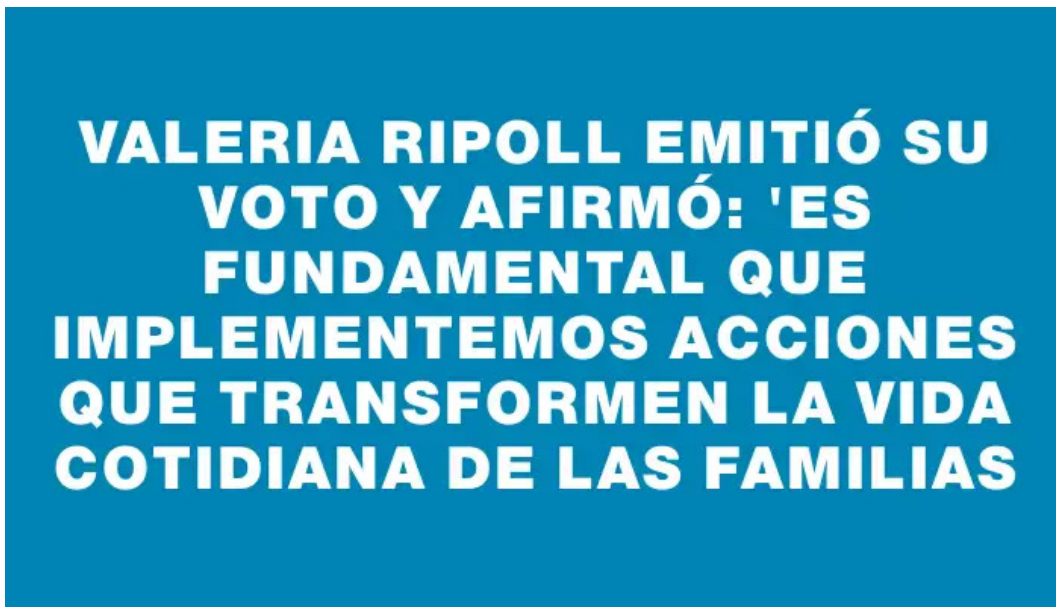 VALERIA RIPOLL EMITIÓ SU
VOTO Y AFIRMÓ: 'ES
FUNDAMENTAL QUE
IMPLEMENTEMOS ACCIONES
QUE TRANSFORMEN LA VIDA
COTIDIANA DE LAS FAMILIAS